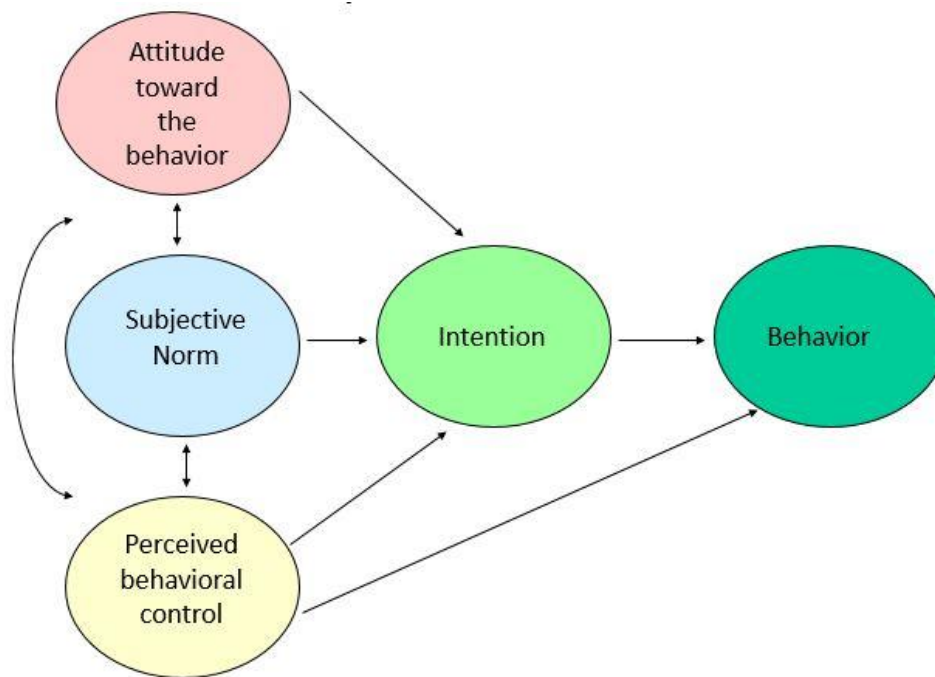 Attitude
toward
the
behavior
Subjective
Norm
Intention
Behavior
Perceived
behavioral
control